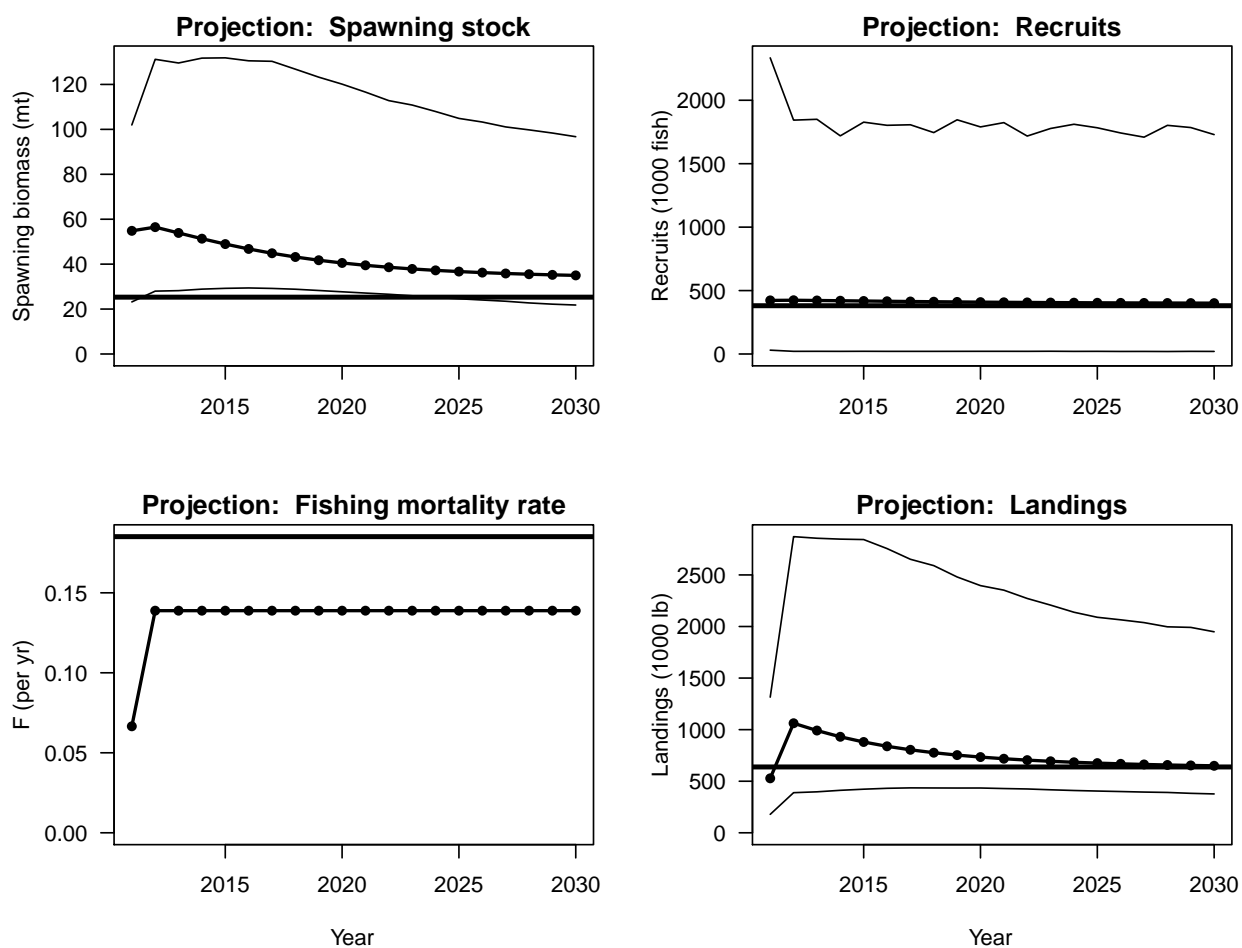 Projection: Spawning stock
Spawning biomass (mt)
120
100
80
60
40
20
0
2015 2020 2025 2030
Projection: Recruits
Recruits (1000 fish)
2000
1500
1000
500
0
2015 2020 2025 2030
Projection: Fishing mortality rate
F (per yr)
0.15
0.10
0.05
0.00
2015 2020 2025 2030
Year
Projection: Landings
Landings (1000 lb)
2500
2000
1500
1000
500
0
2015 2020 2025 2030
Year